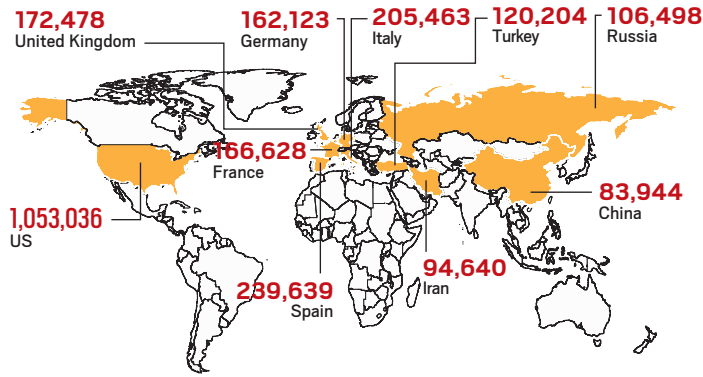 172,478
United Kingdom
162,123
Germany
205,463
Italy
120,204
Turkey
106,498
Russia
166,628
France
83,944
China
1,053,036
US
94,640
Iran
239,639
Spain